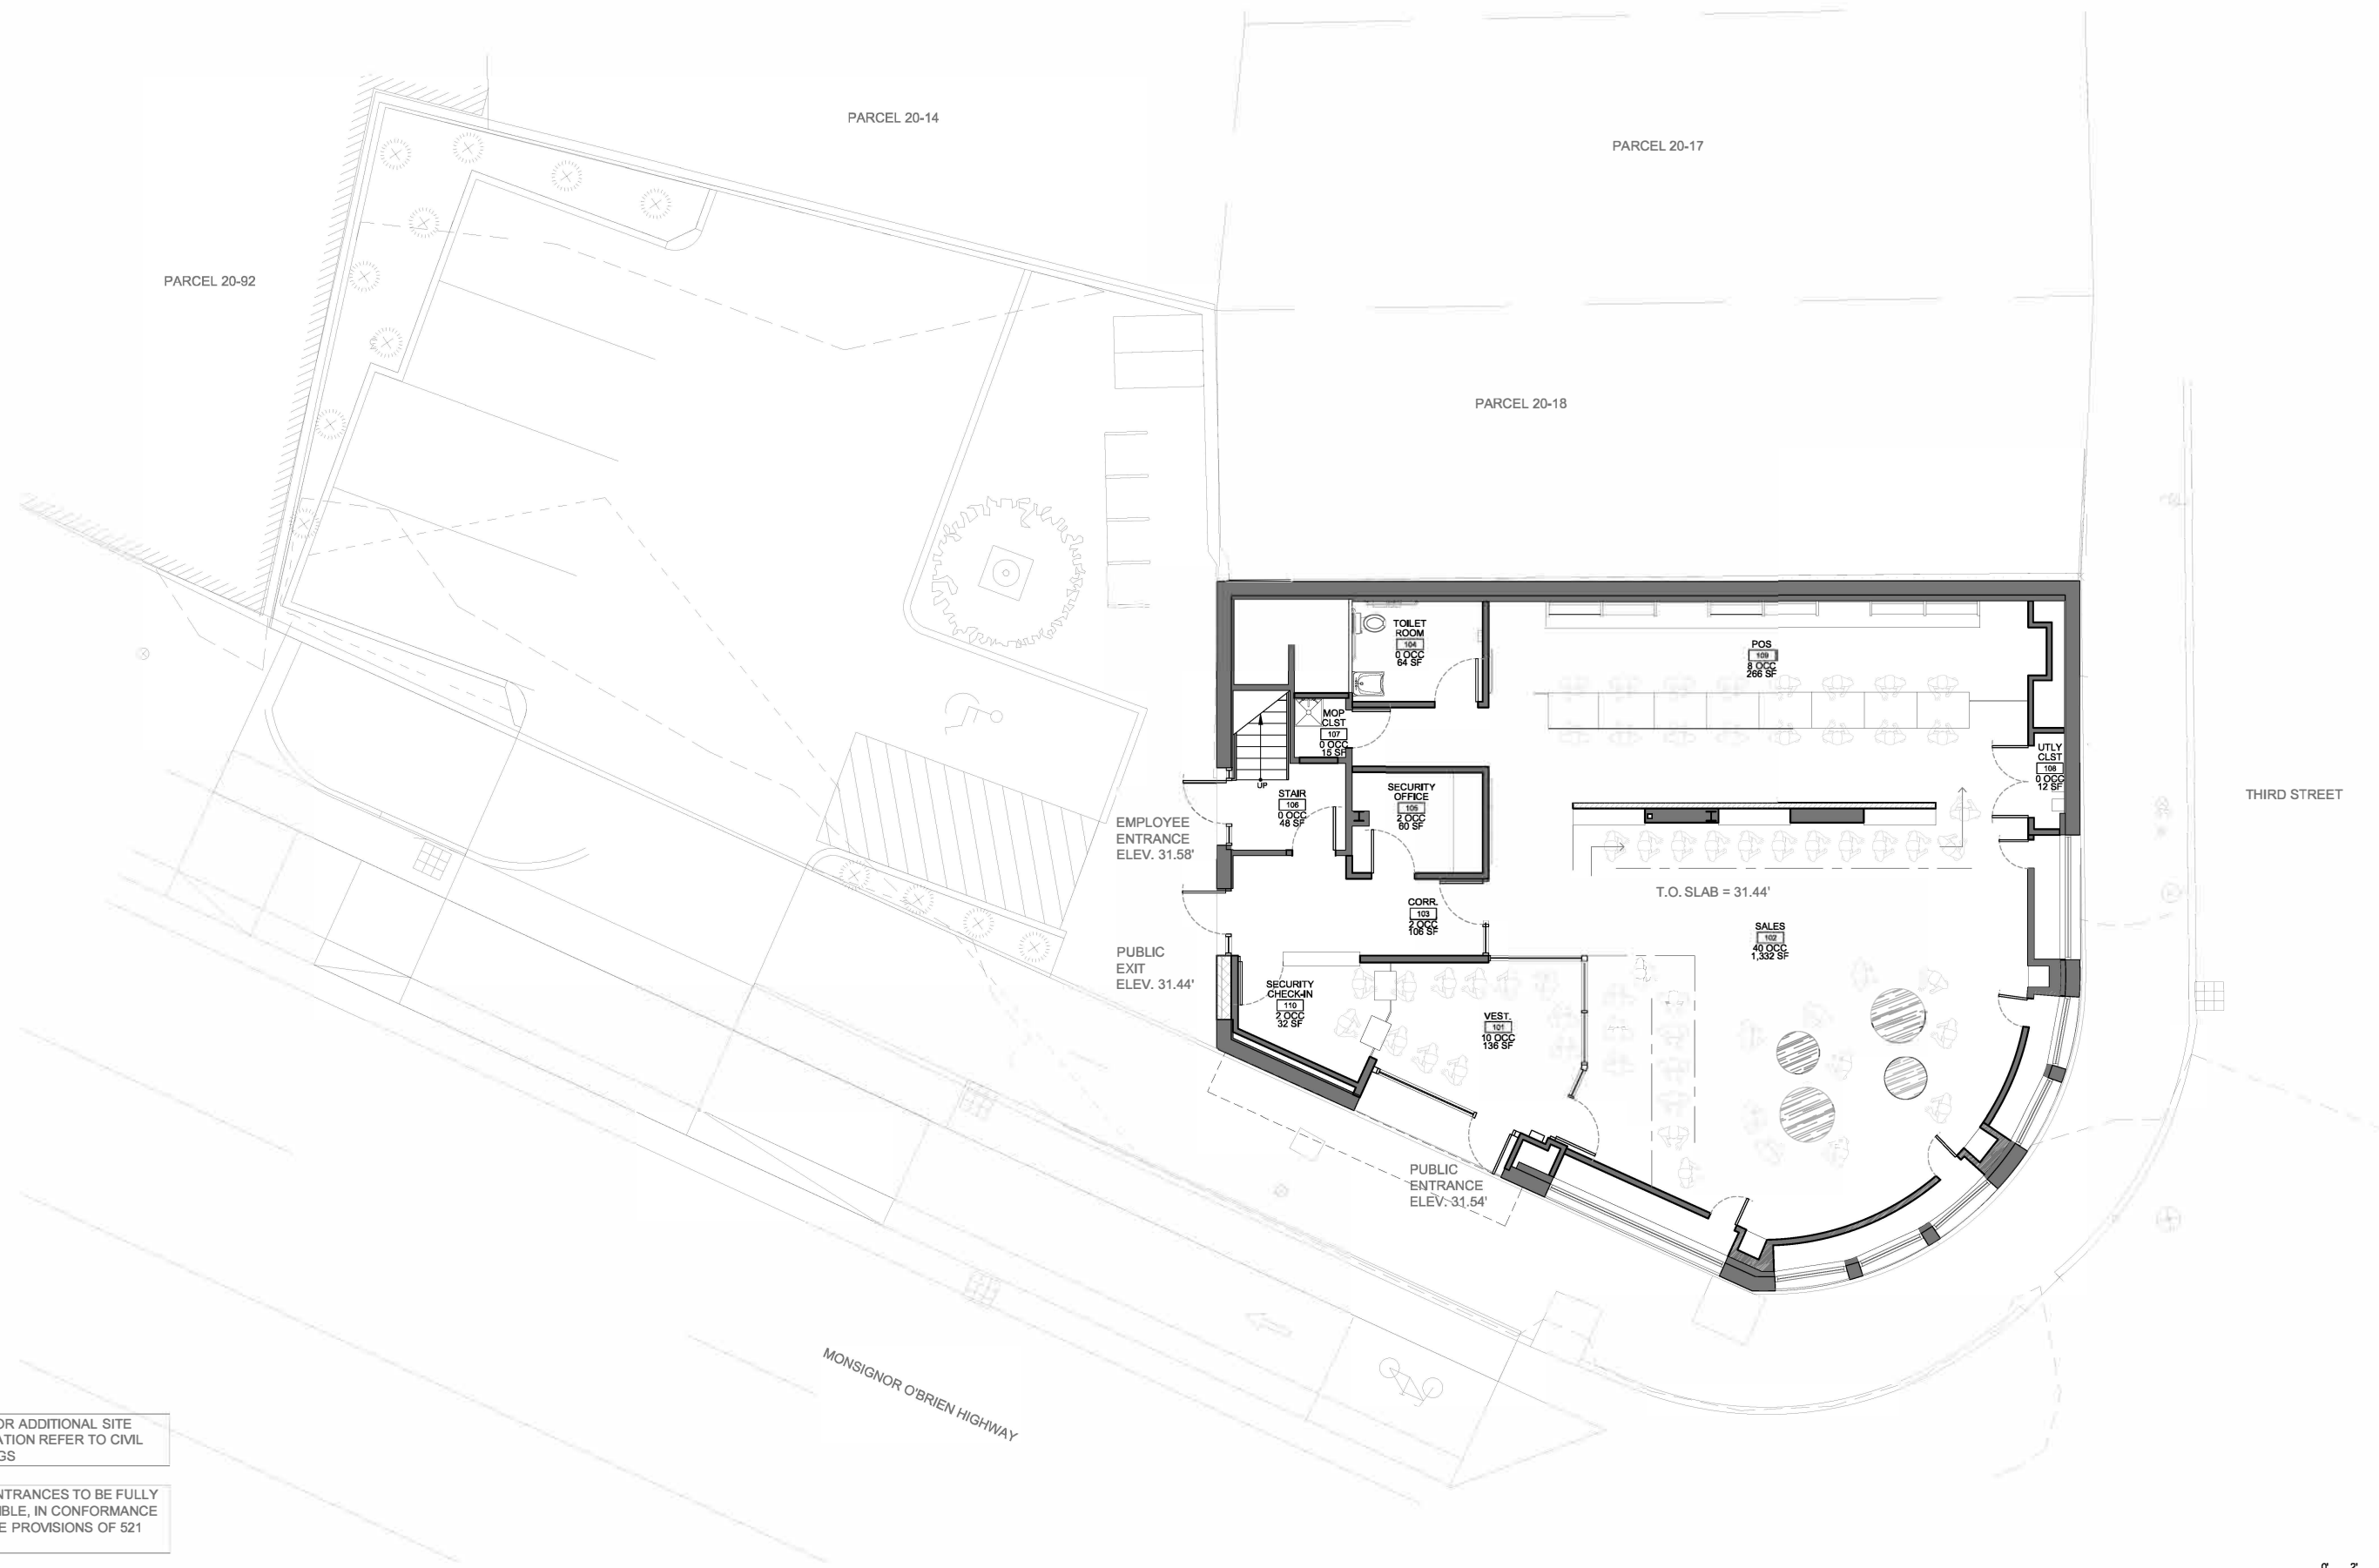 PARCEL 20-14
PARCEL 20-17
PARCEL 20-92
PARCEL 20-18
TOILET
ROOM
104
0 OCC
64 SF
POS
109
8 OCC
266 SF
MOP
CLST
107
0 OCC
15 SF
UTLY
CLST
108
0 OCC
12 SF
UP
STAIR
106
0 OCC
48 SF
SECURITY
OFFICE
105
2 OCC
60 SF
THIRD STREET
EMPLOYEE
ENTRANCE
ELEV. 31.58'
T.O. SLAB = 31.44'
CORR.
103
2 OCC
106 SF
SALES
102
40 OCC
1,332 SF
PUBLIC
EXIT
ELEV. 31.44'
SECURITY
CHECK-IN
110
2 OCC
32 SF
VEST.
101
10 OCC
136 SF
PUBLIC
ENTRANCE
ELEV. 31.54'
MONSIGNOR O'BRIEN HIGHWAY
OR ADDITIONAL SITE
ATION REFER TO CIVIL
GS
NTRANCES TO BE FULLY
IBLE, IN CONFORMANCE
E PROVISIONS OF 521
0' 2'